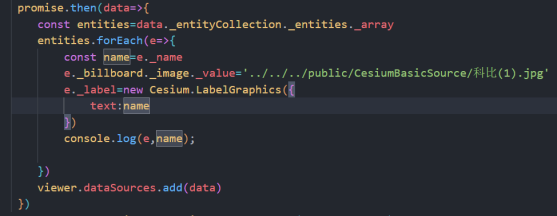 promise.then(data=>{
const entities=data._entityCollection._entities._array
entities.forEach(e=>{
const name=e._name
e._billboard._image._value='../../../public/CesiumBasicSource/科比(1).jpg'
e._label=new Cesium.LabelGraphics({
text:name
})
console.log(e,name);
})
viewer.dataSources.add(data)
})